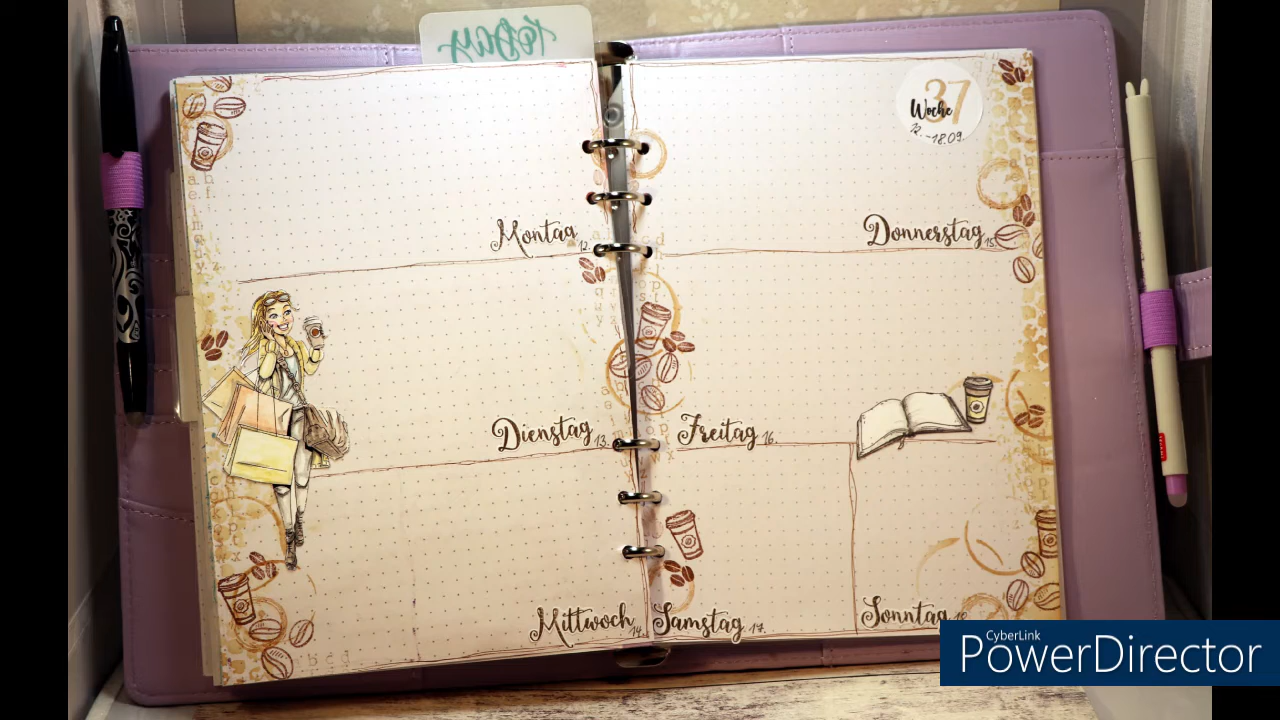 TODAY
37
Woche
12.-18.09.
Montag 12.
Donnerstag 15.
Dienstag 13.
Freitag 16.
Mittwoch 14.
Samstag 17.
Sonntag 18.
CyberLink
PowerDirector